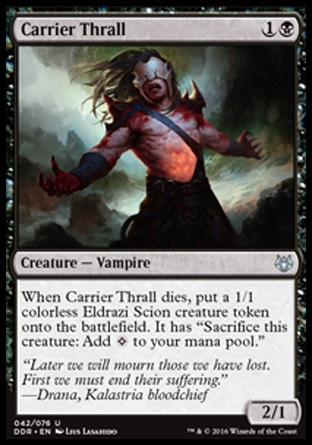 Carrier Thrall 1
Creature — Vampire
When Carrier Thrall dies, put a 1/1
colorless Eldrazi Scion creature token
onto the battlefield. It has “Sacrifice this
creature: Add to your mana pool.”
“Later we will mourn those we have lost.
First we must end their suffering.”
—Drana, Kalastria bloodchief
2/1
042/076 U
DDR • EN Lius Lasahido
™ & © 2016 Wizards of the Coast